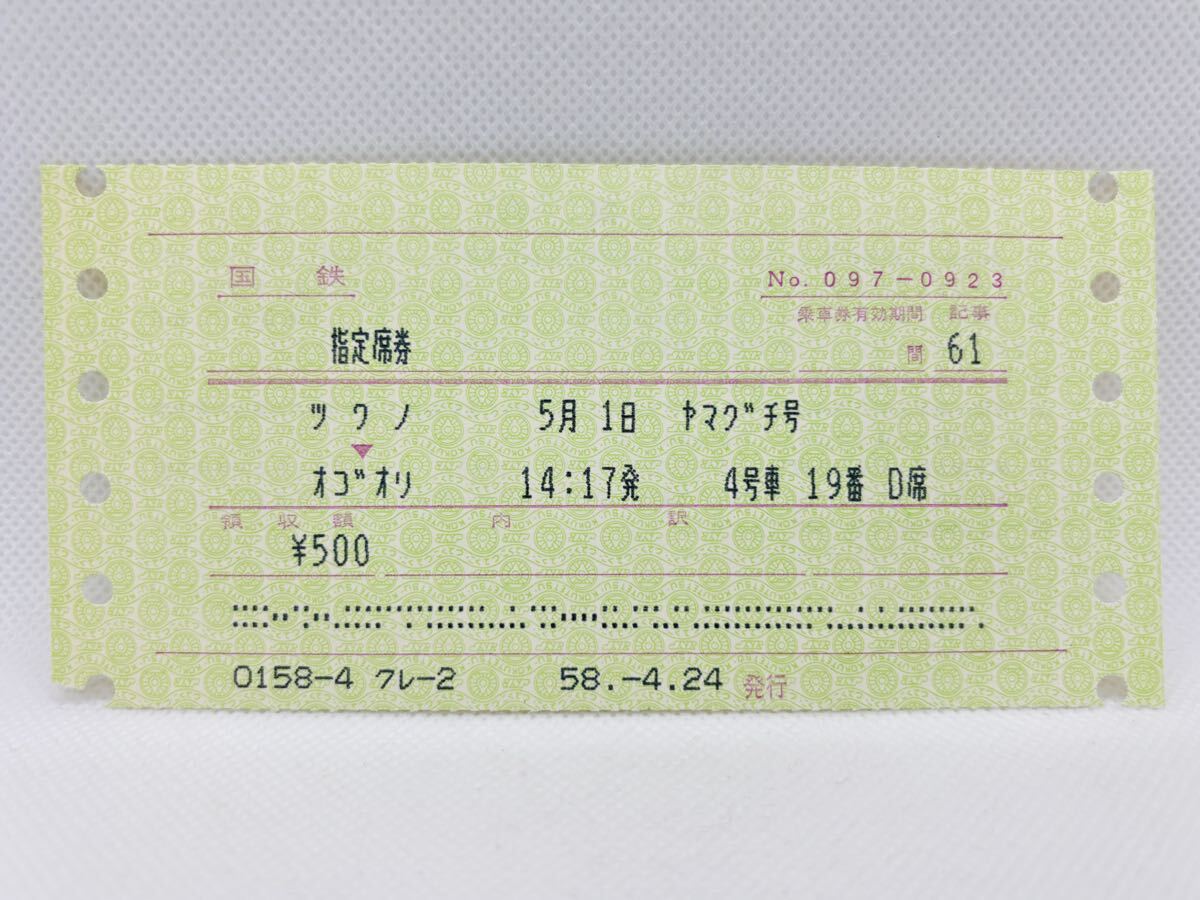 国鉄 No. 097-0923
乗車券有効期間 記事
指定席券 間 61
ツワノ 5月 1日 ヤマグチ号
オゴオリ 14:17発 4号車 19番 D席
領収額 内訳
¥500
0158-4 クレ-2 58.-4.24 発行